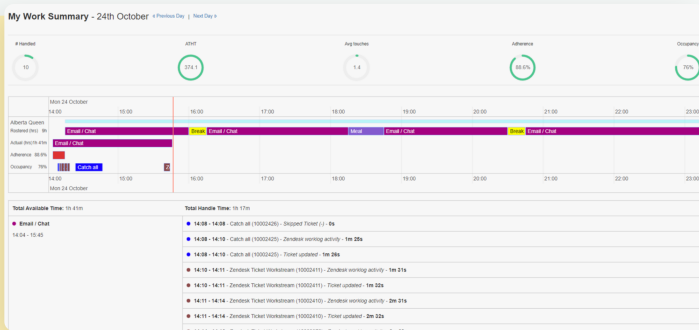 My Work Summary - 24th October « Previous Day | Next Day »
# Handled ATHT Avg touches Adherence Occupancy
10 374.1 1.4 88.6% 76%
Mon 24 October
14:00 15:00 16:00 17:00 18:00 19:00 20:00 21:00 22:00 23:00
Alberta Queen
Rostered (hrs) 9h Email / Chat Break Email / Chat Meal Email / Chat Break Email / Chat
Actual (hrs) 1h 41m Email / Chat
Adherence 88.6%
Occupancy 76% Catch all
14:00 15:00 16:00 17:00 18:00 19:00 20:00 21:00 22:00 23:00
Mon 24 October
Total Available Time: 1h 41m Total Handle Time: 1h 17m
Email / Chat
14:04 - 15:45
14:08 - 14:08 - Catch all (10002426) - Skipped Ticket (-) - 0s
14:08 - 14:10 - Catch all (10002425) - Zendesk worklog activity - 1m 25s
14:08 - 14:10 - Catch all (10002425) - Ticket updated - 1m 26s
14:10 - 14:11 - Zendesk Ticket Workstream (10002411) - Zendesk worklog activity - 1m 31s
14:10 - 14:11 - Zendesk Ticket Workstream (10002411) - Ticket updated - 1m 32s
14:11 - 14:14 - Zendesk Ticket Workstream (10002410) - Zendesk worklog activity - 2m 31s
14:11 - 14:14 - Zendesk Ticket Workstream (10002410) - Ticket updated - 2m 32s